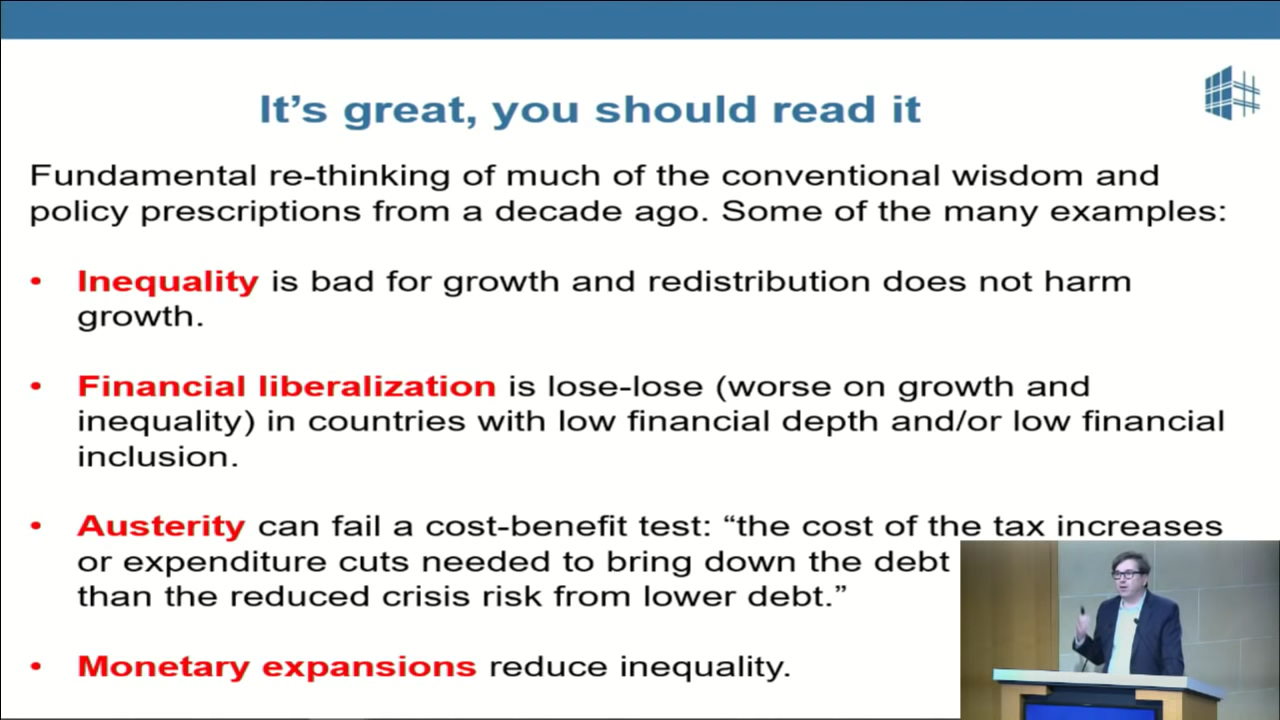 It's great, you should read it
Fundamental re-thinking of much of the conventional wisdom and
policy prescriptions from a decade ago. Some of the many examples:
• Inequality is bad for growth and redistribution does not harm
growth.
• Financial liberalization is lose-lose (worse on growth and
inequality) in countries with low financial depth and/or low financial
inclusion.
• Austerity can fail a cost-benefit test: “the cost of the tax increases
or expenditure cuts needed to bring down the debt
than the reduced crisis risk from lower debt.”
• Monetary expansions reduce inequality.